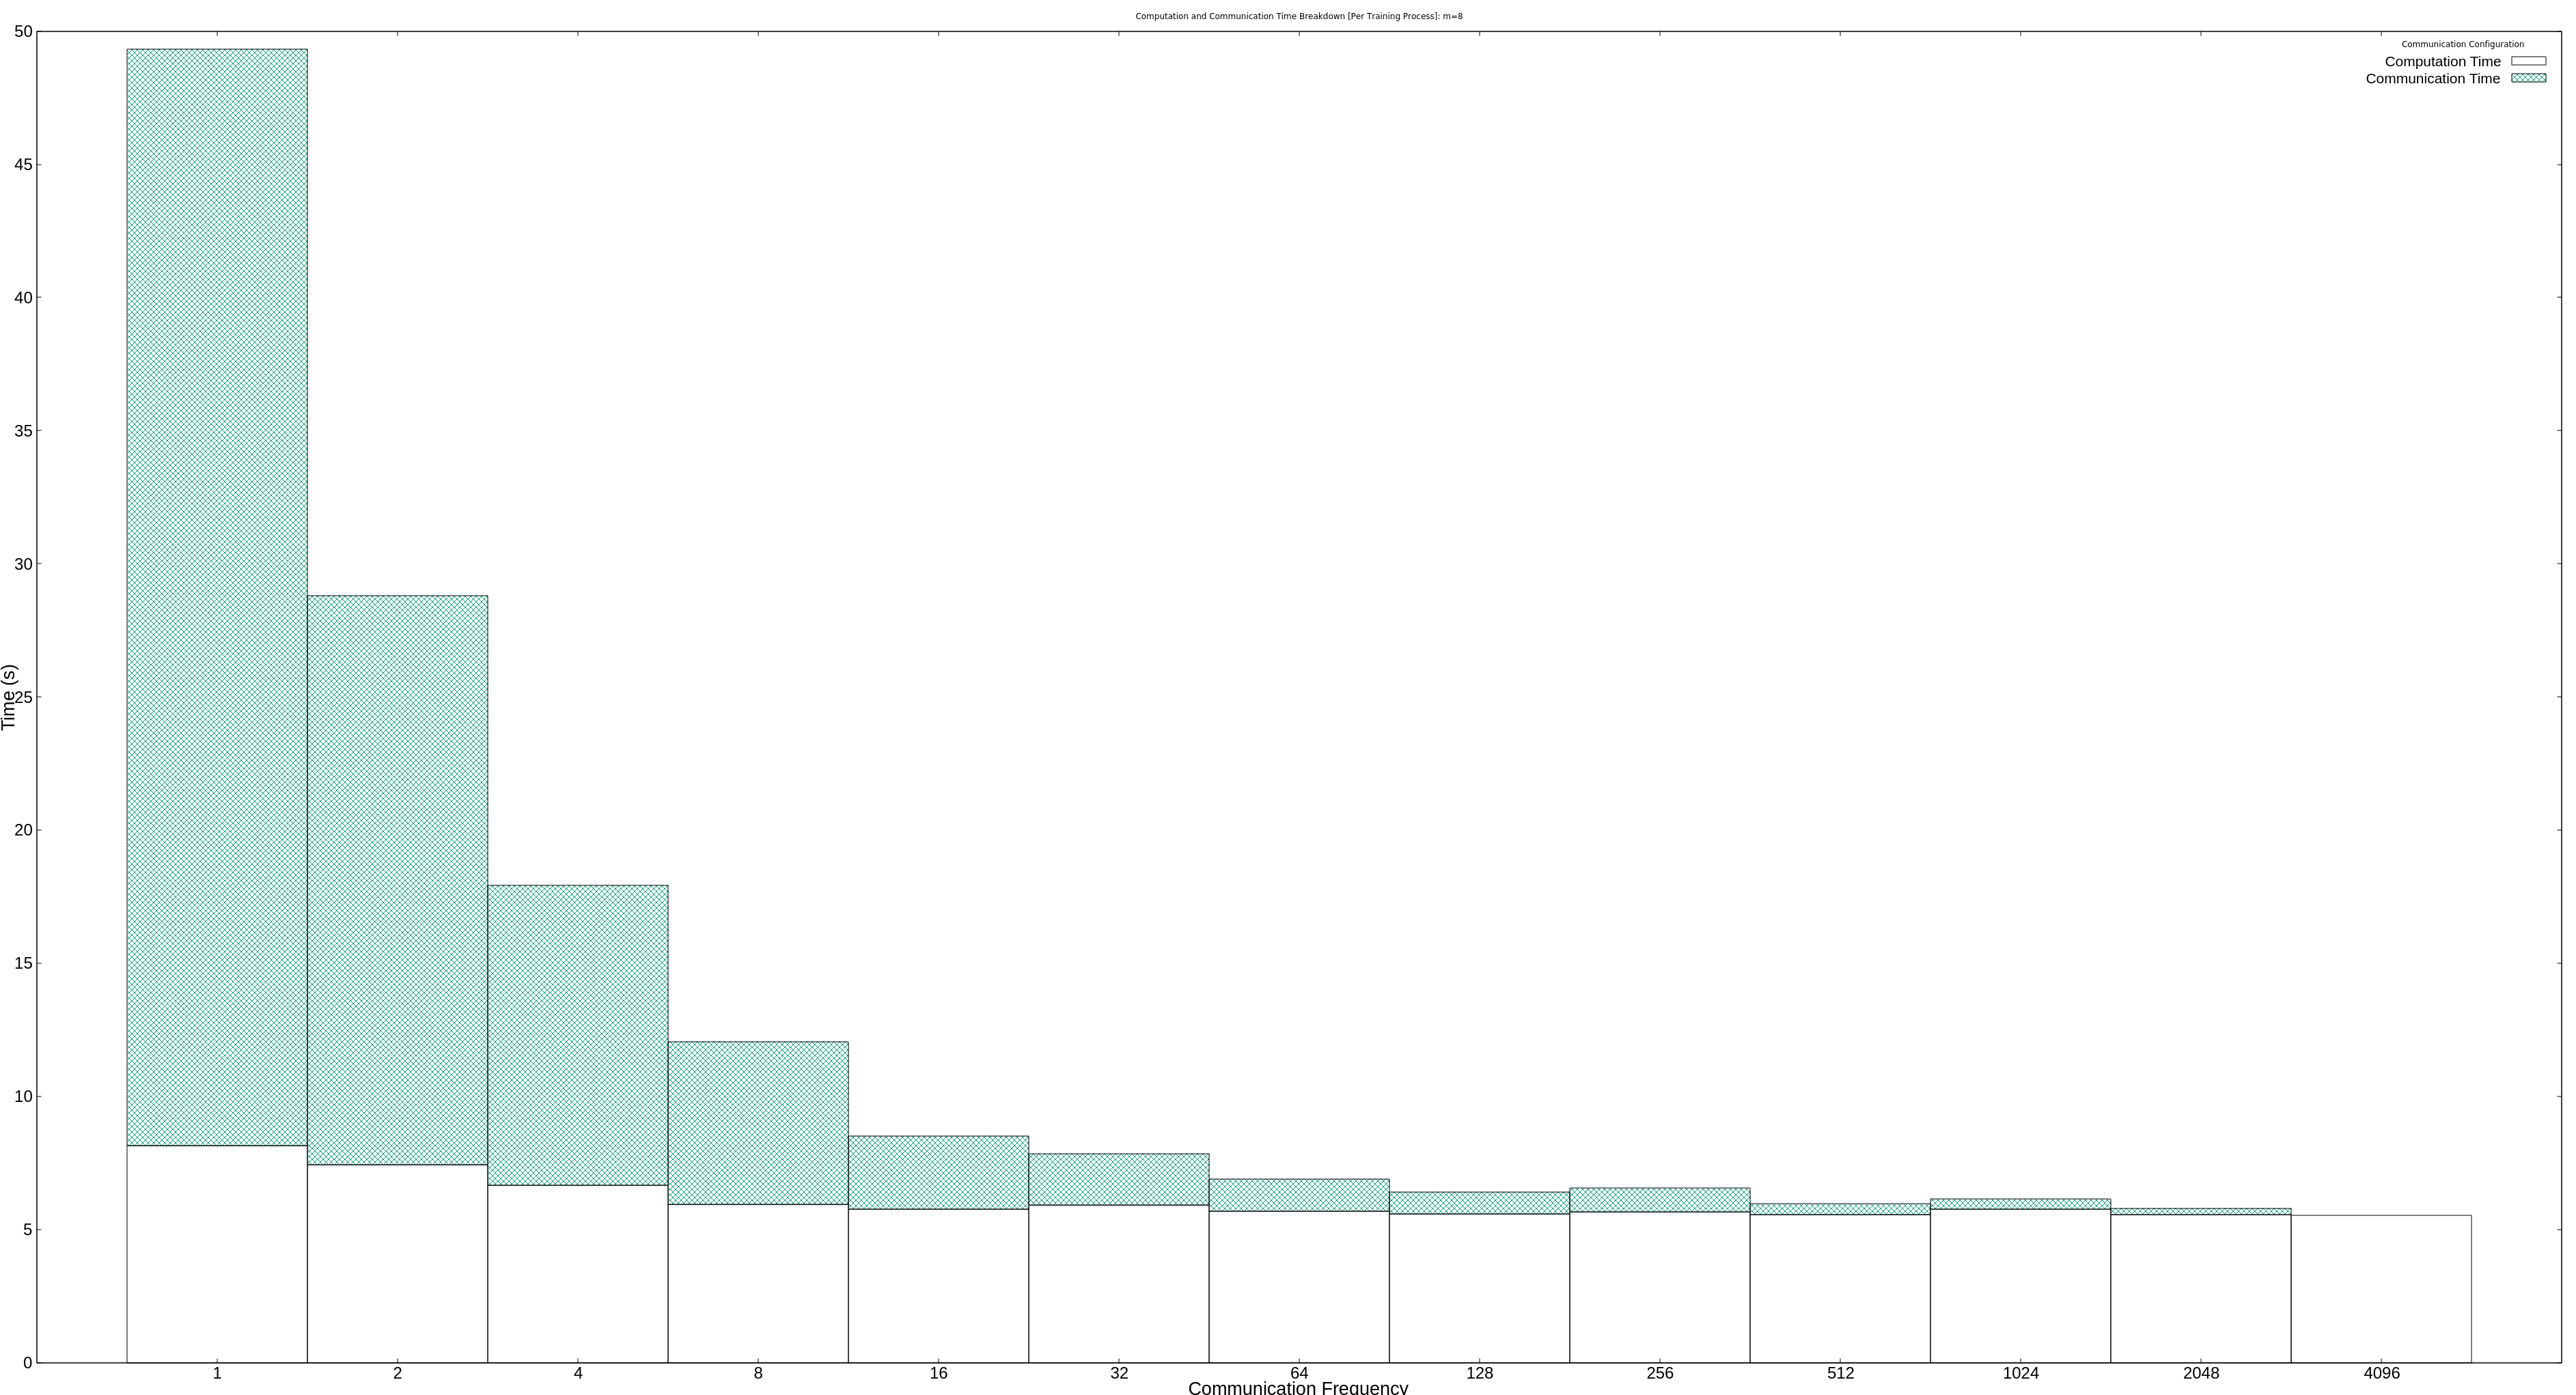 Computation and Communication Time Breakdown [Per Training Process]: m=8
Communication Configuration
Computation Time
Communication Time
Time (s)
50
45
40
35
30
25
20
15
10
5
0
1 2 4 8 16 32 64 128 256 512 1024 2048 4096
Communication Frequency